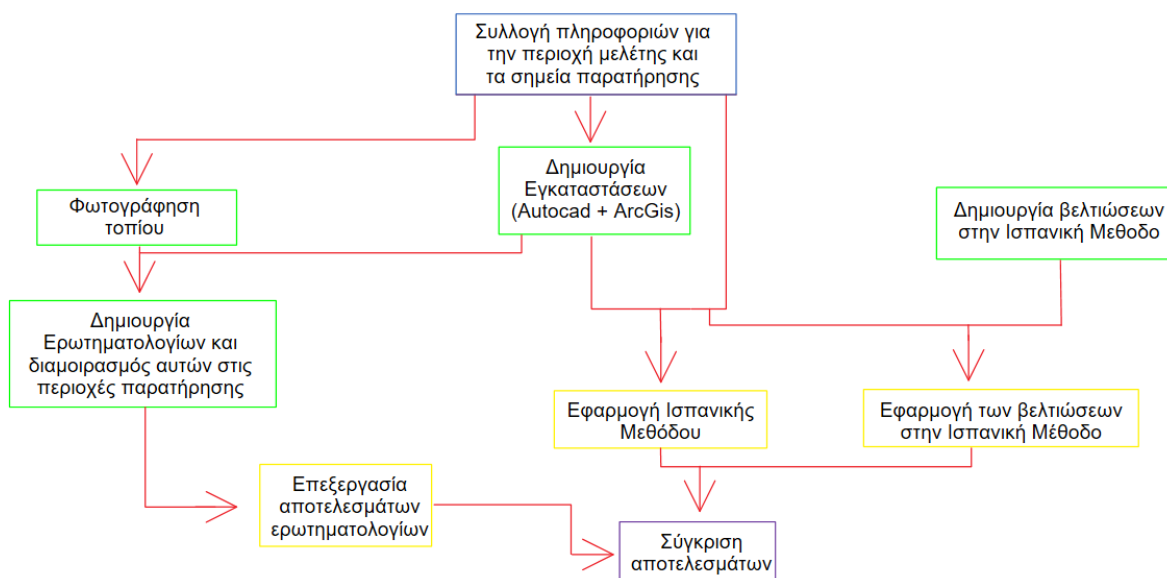 Συλλογή πληροφοριών για
την περιοχή μελέτης και
τα σημεία παρατήρησης
Δημιουργία
Εγκαταστάσεων
(Autocad + ArcGis)
Φωτογράφηση
τοπίου
Δημιουργία βελτιώσεων
στην Ισπανική Μεθοδο
Δημιουργία
Ερωτηματολογίων και
διαμοιρασμός αυτών στις
περιοχές παρατήρησης
Εφαρμογή Ισπανικής
Μεθόδου
Εφαρμογή των βελτιώσεων
στην Ισπανική Μέθοδο
Επεξεργασία
αποτελεσμάτων
ερωτηματολογίων
Σύγκριση
αποτελεσμάτων